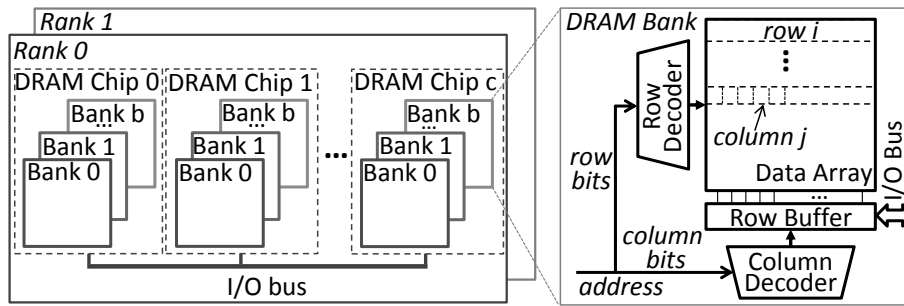 Rank 1
Rank 0
DRAM Chip 0
DRAM Chip 1
DRAM Chip c
Bank b
...
Bank 1
Bank 0
Bank b
...
Bank 1
Bank 0
...
Bank b
...
Bank 1
Bank 0
I/O bus
DRAM Bank
Row
Decoder
row i
...
column j
Data Array
...
Row Buffer
I/O Bus
row
bits
column
bits
address
Column
Decoder